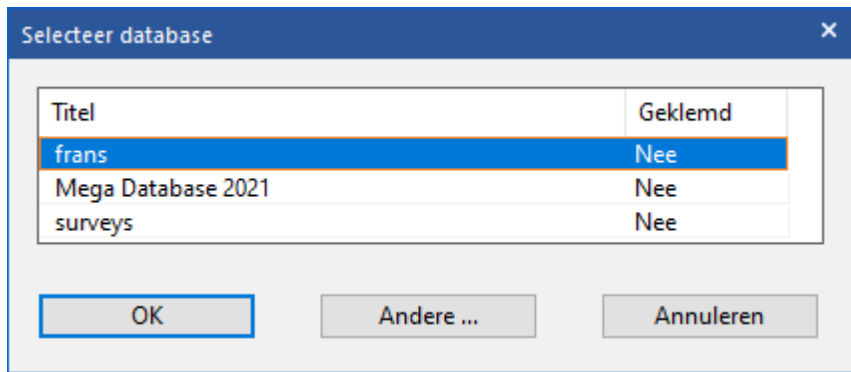 Selecteer database
Titel Geklemd
frans Nee
Mega Database 2021 Nee
surveys Nee
OK Andere ... Annuleren